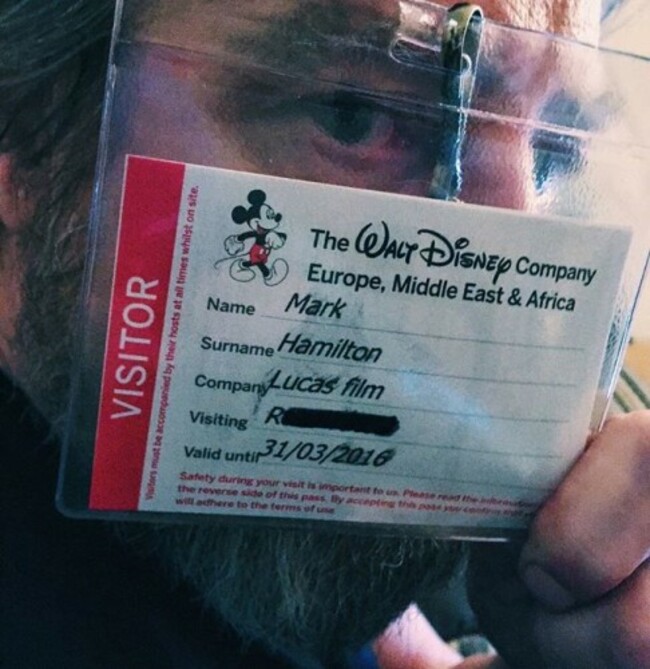 VISITOR
Visitors must be accompanied by their hosts at all times whilst on site.
The WALT DISNEY Company
Europe, Middle East & Africa
Name Mark
Surname Hamilton
Company Lucas film
Visiting R
Valid until 31/03/2016
Safety during your visit is important to us. Please read the
the reverse side of this pass. By accepting this pass you
will adhere to the terms of use